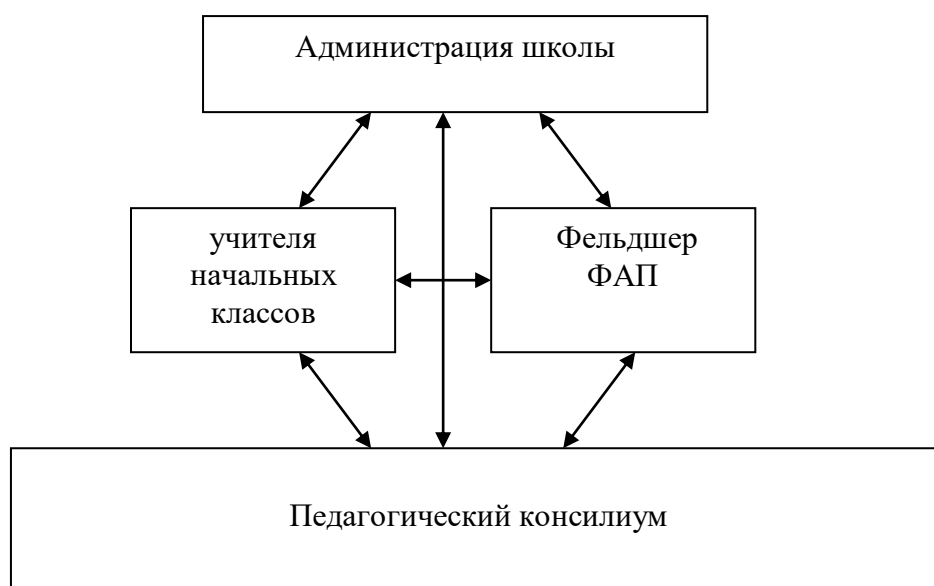 Администрация школы
учителя
начальных
классов
Фельдшер
ФАП
Педагогический консилиум